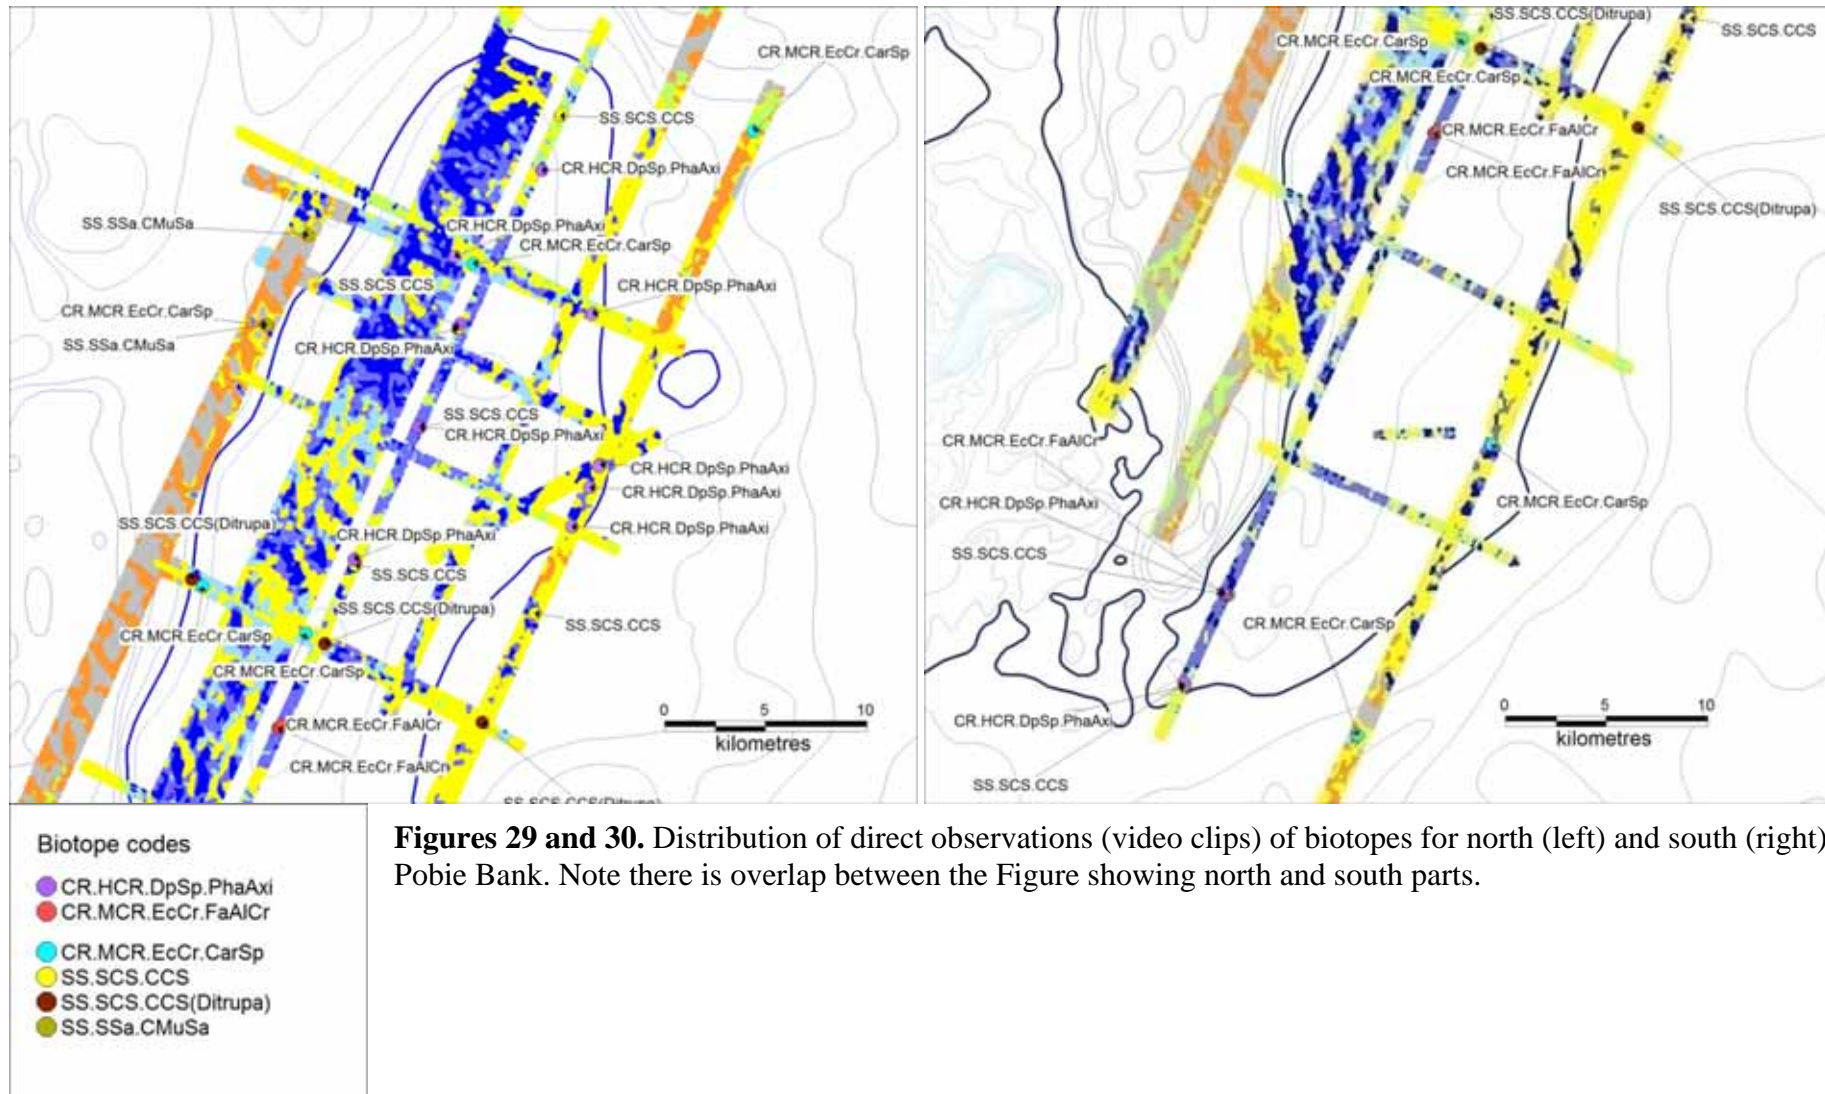 CR.MCR.EcCr.CarSp
SS.SCS.CCS
CR.HCR.DpSp.PhaAxi
SS.SSa.CMuSa
CR.HCR.DpSp.PhaAxi
CR.MCR.EcCr.CarSp
SS.SCS.CCS
CR.HCR.DpSp.PhaAxi
CR.MCR.EcCr.CarSp
SS.SSa.CMuSa
CR.HCR.DpSp.PhaAxi
SS.SCS.CCS
CR.HCR.DpSp.PhaAxi
CR.HCR.DpSp.PhaAxi
CR.HCR.DpSp.PhaAxi
SS.SCS.CCS(Ditrupa)
CR.HCR.DpSp.PhaAxi
CR.HCR.DpSp.PhaAxi
SS.SCS.CCS
SS.SCS.CCS(Ditrupa)
SS.SCS.CCS
CR.MCR.EcCr.CarSp
CR.MCR.EcCr.CarSp
0 5 10
kilometres
CR.MCR.EcCr.FaAlCr
CR.MCR.EcCr.FaAlCr
SS.SCS.CCS(Ditrupa)
SS.SCS.CCS(Ditrupa)
SS.SCS.CCS
CR.MCR.EcCr.CarSp
CR.MCR.EcCr.CarSp
CR.MCR.EcCr.FaAlCr
CR.MCR.EcCr.FaAlCr
SS.SCS.CCS(Ditrupa)
CR.MCR.EcCr.FaAlCr
CR.HCR.DpSp.PhaAxi
CR.MCR.EcCr.CarSp
SS.SCS.CCS
CR.MCR.EcCr.CarSp
CR.HCR.DpSp.PhaAxi
0 5 10
kilometres
SS.SCS.CCS
Biotope codes
CR.HCR.DpSp.PhaAxi
CR.MCR.EcCr.FaAlCr
CR.MCR.EcCr.CarSp
SS.SCS.CCS
SS.SCS.CCS(Ditrupa)
SS.SSa.CMuSa
Figures 29 and 30. Distribution of direct observations (video clips) of biotopes for north (left) and south (right)
Pobie Bank. Note there is overlap between the Figure showing north and south parts.